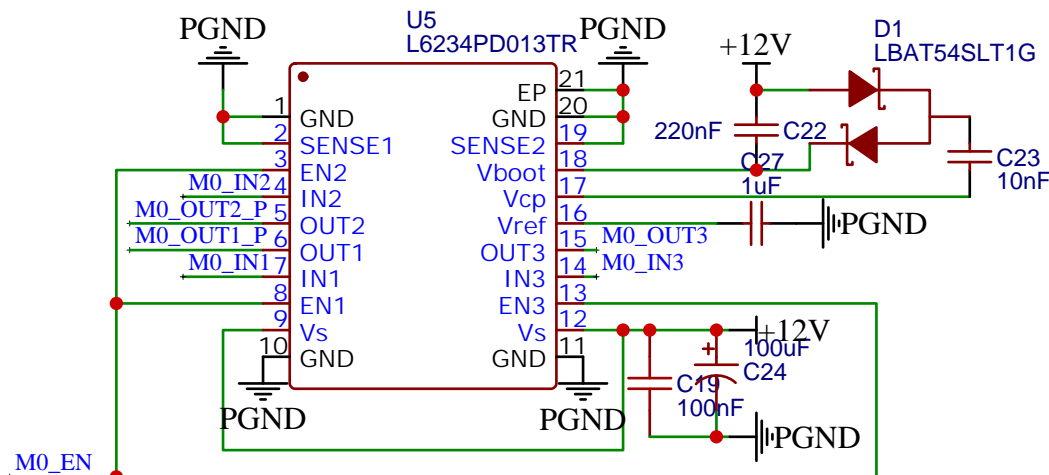 U5
L6234PD013TR
PGND
PGND
+12V
D1
LBAT54SLT1G
1
GND
2
SENSE1
3
EN2
M0_IN2
4
IN2
M0_OUT2_P
5
OUT2
M0_OUT1_P
6
OUT1
M0_IN1
7
IN1
8
EN1
9
Vs
10
GND
PGND
21
EP
20
GND
19
SENSE2
18
Vboot
17
Vcp
16
Vref
15
OUT3
M0_OUT3
14
IN3
M0_IN3
13
EN3
12
Vs
11
GND
PGND
220nF
C22
C27
1uF
PGND
C23
10nF
+12V
100uF
+
C24
C19
100nF
PGND
M0_EN